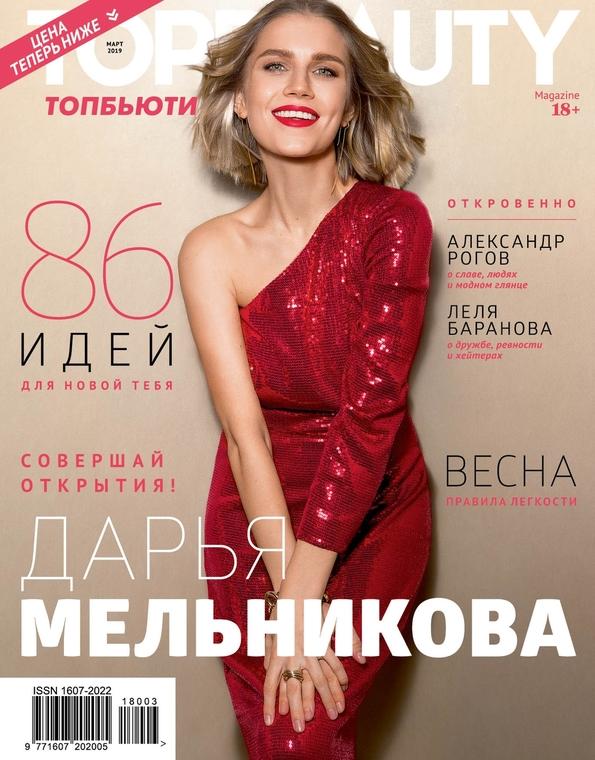 ЦЕНА
ТЕПЕРЬ НИЖЕ
МАРТ
2019
TOPBEAUTY
ТОПБЬЮТИ
Magazine
18+
86
ИДЕЙ
ДЛЯ НОВОЙ ТЕБЯ
ОТКРОВЕННО
АЛЕКСАНДР
РОГОВ
о славе, людях
и модном глянце
ЛЕЛЯ
БАРАНОВА
о дружбе, ревности
и хейтерах
СОВЕРШАЙ
ОТКРЫТИЯ!
ВЕСНА
ПРАВИЛА ЛЕГКОСТИ
ДАРЬЯ
МЕЛЬНИКОВА
ISSN 1607-2022
18003
9 771607 202005 >